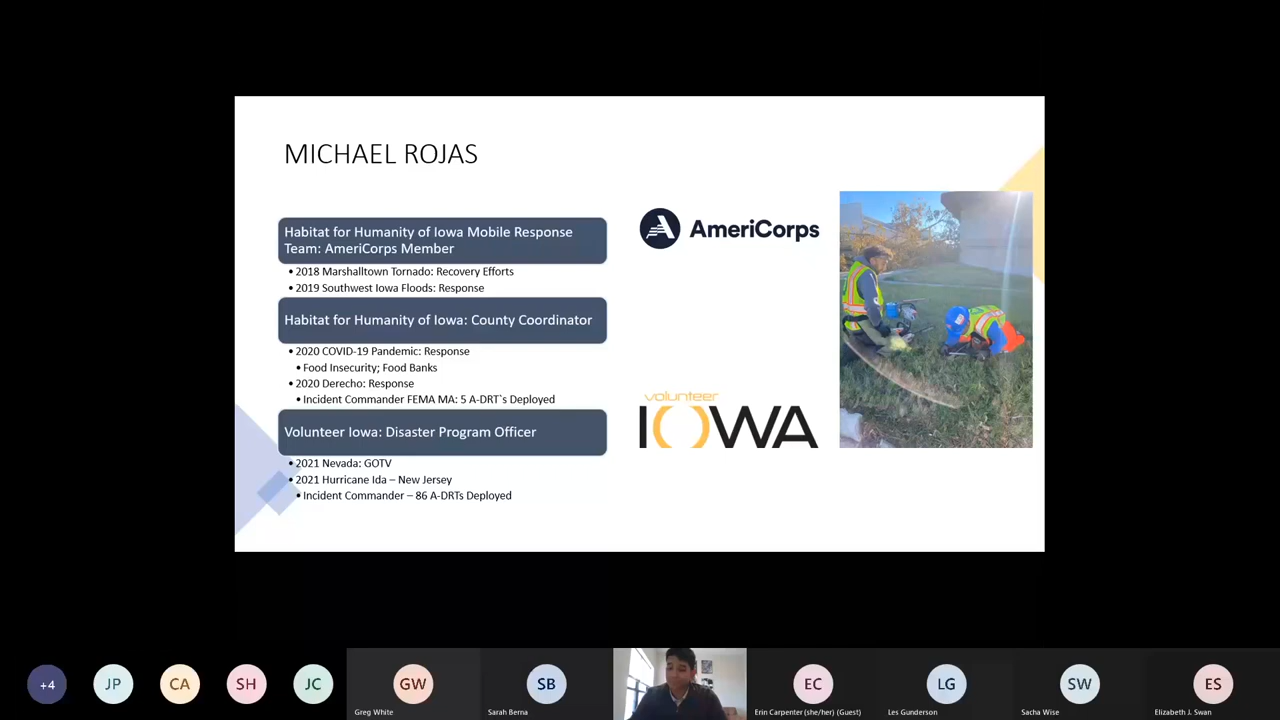 MICHAEL ROJAS
Habitat for Humanity of Iowa Mobile Response
Team: AmeriCorps Member
•2018 Marshalltown Tornado: Recovery Efforts
•2019 Southwest Iowa Floods: Response
Habitat for Humanity of Iowa: County Coordinator
•2020 COVID-19 Pandemic: Response
•Food Insecurity; Food Banks
•2020 Derecho: Response
•Incident Commander FEMA MA: 5 A-DRT`s Deployed
Volunteer Iowa: Disaster Program Officer
•2021 Nevada: GOTV
•2021 Hurricane Ida – New Jersey
•Incident Commander – 86 A-DRTs Deployed
AmeriCorps
volunteer
IOWA
+4
JP
CA
SH
JC
GW
Greg White
SB
Sarah Berna
EC
Erin Carpenter (she/her) (Guest)
LG
Les Gunderson
SW
Sacha Wise
ES
Elizabeth J. Swan